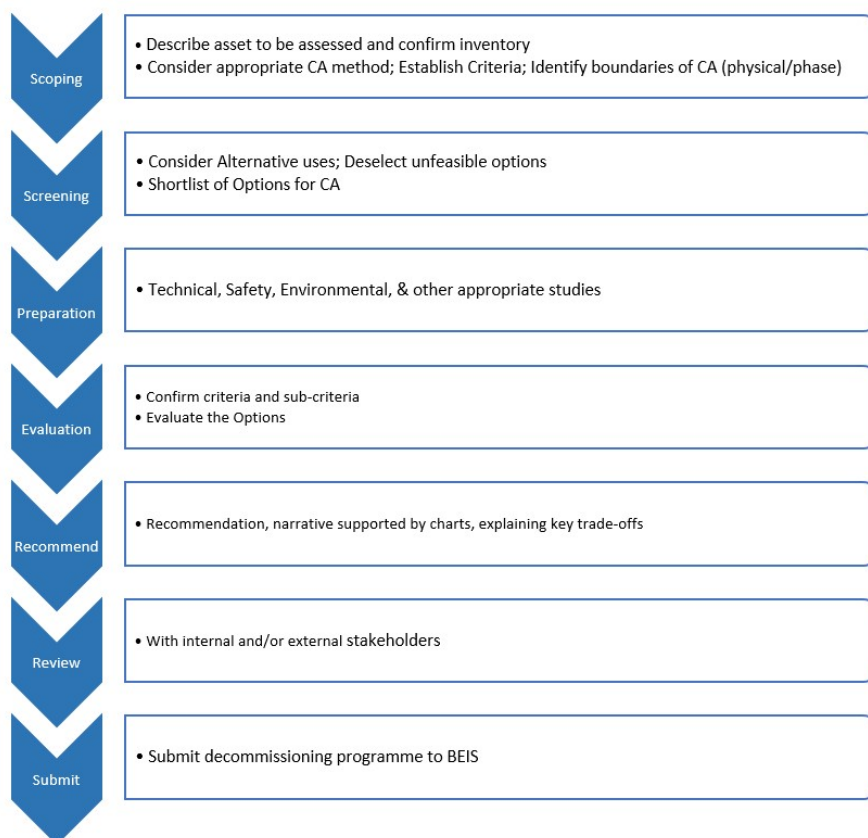 Scoping
• Describe asset to be assessed and confirm inventory
• Consider appropriate CA method; Establish Criteria; Identify boundaries of CA (physical/phase)
Screening
• Consider Alternative uses; Deselect unfeasible options
• Shortlist of Options for CA
Preparation
• Technical, Safety, Environmental, & other appropriate studies
Evaluation
• Confirm criteria and sub-criteria
• Evaluate the Options
Recommend
• Recommendation, narrative supported by charts, explaining key trade-offs
Review
• With internal and/or external stakeholders
Submit
• Submit decommissioning programme to BEIS